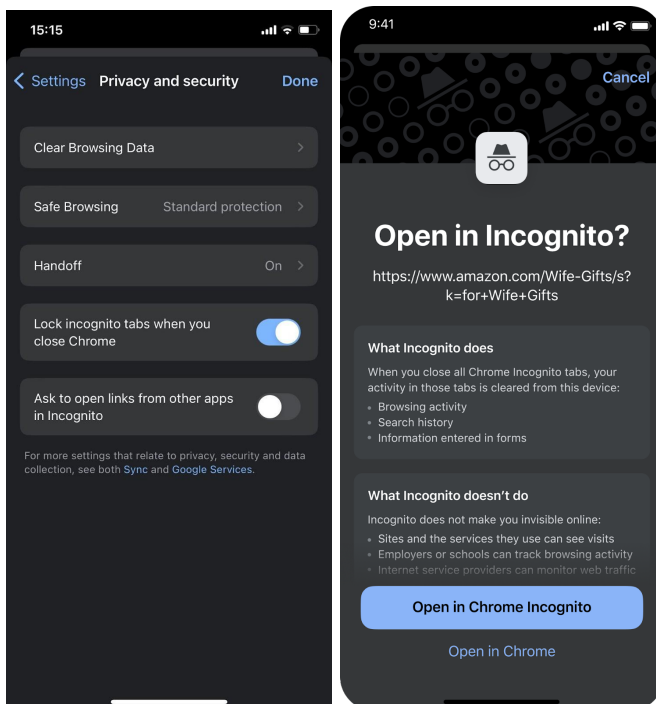 15:15
Settings
Privacy and security
Done
Clear Browsing Data
Safe Browsing
Standard protection
Handoff
On
Lock incognito tabs when you
close Chrome
Ask to open links from other apps
in Incognito
For more settings that relate to privacy, security and data
collection, see both Sync and Google Services.
9:41
Cancel
Open in Incognito?
https://www.amazon.com/Wife-Gifts/s?
k=for+Wife+Gifts
What Incognito does
When you close all Chrome Incognito tabs, your
activity in those tabs is cleared from this device:
• Browsing activity
• Search history
• Information entered in forms
What Incognito doesn’t do
Incognito does not make you invisible online:
• Sites and the services they use can see visits
• Employers or schools can track browsing activity
• Internet service providers can monitor web traffic
Open in Chrome Incognito
Open in Chrome